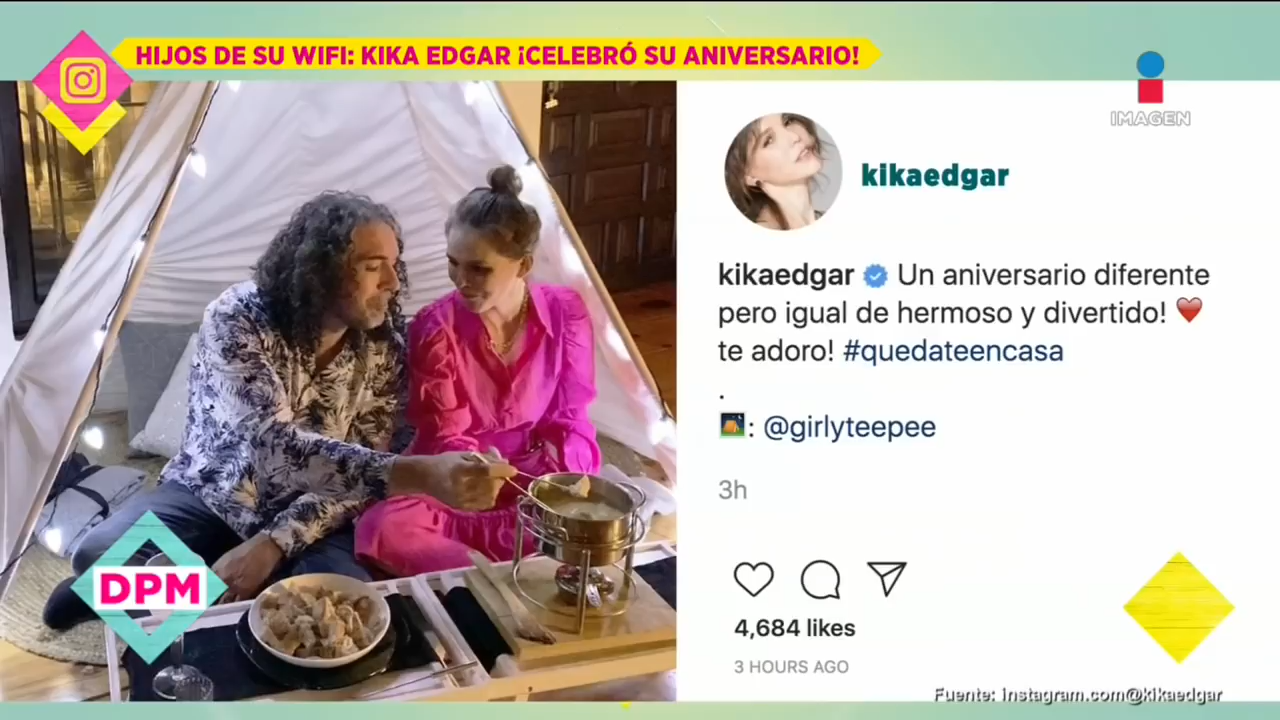 HIJOS DE SU WIFI: KIKA EDGAR ¡CELEBRÓ SU ANIVERSARIO!
IMAGEN
kikaedgar
kikaedgar Un aniversario diferente
pero igual de hermoso y divertido! ❤️
te adoro! #quedateencasa
.
🏕️: @girlyteepee
3h
4,684 likes
3 HOURS AGO
DPM
Fuente: instagram.com@kikaedgar